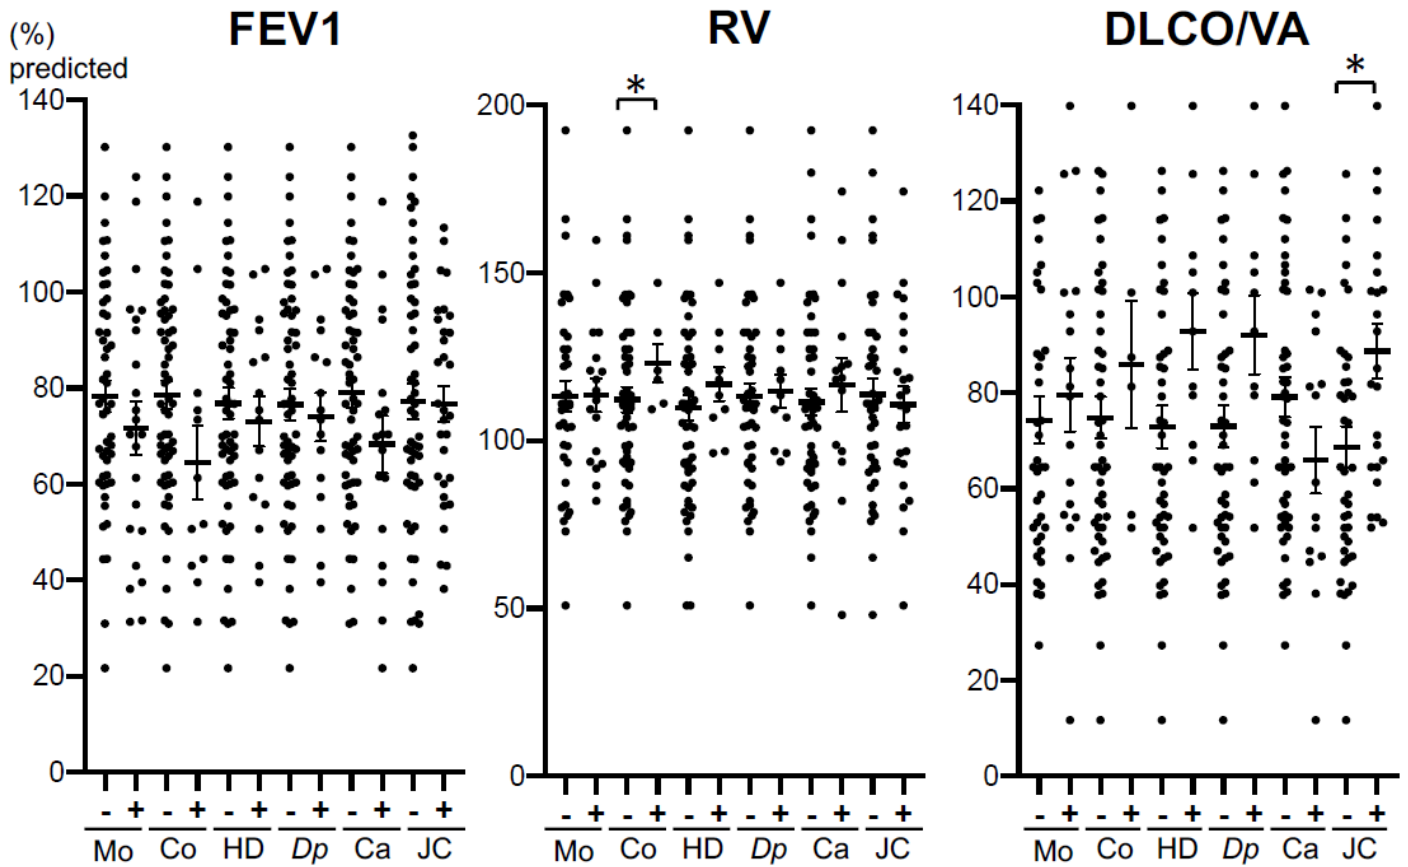 FEV1
RV
DLCO/VA
(%)
predicted
140
120
100
80
60
40
20
0
- + - + - + - + - + - +
Mo Co HD Dp Ca JC
*
200
150
100
50
0
- + - + - + - + - + - +
Mo Co HD Dp Ca JC
*
140
120
100
80
60
40
20
0
- + - + - + - + - + - +
Mo Co HD Dp Ca JC